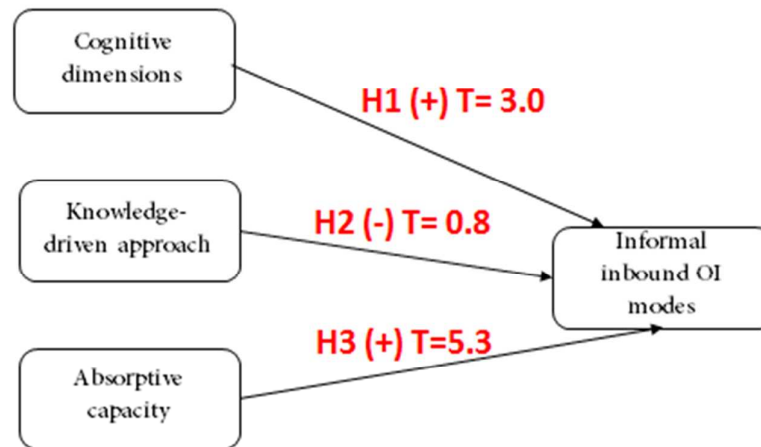 Cognitive
dimensions
H1 (+) T= 3.0
Knowledge-
driven approach
H2 (-) T= 0.8
Informal
inbound OI
modes
H3 (+) T=5.3
Absorptive
capacity